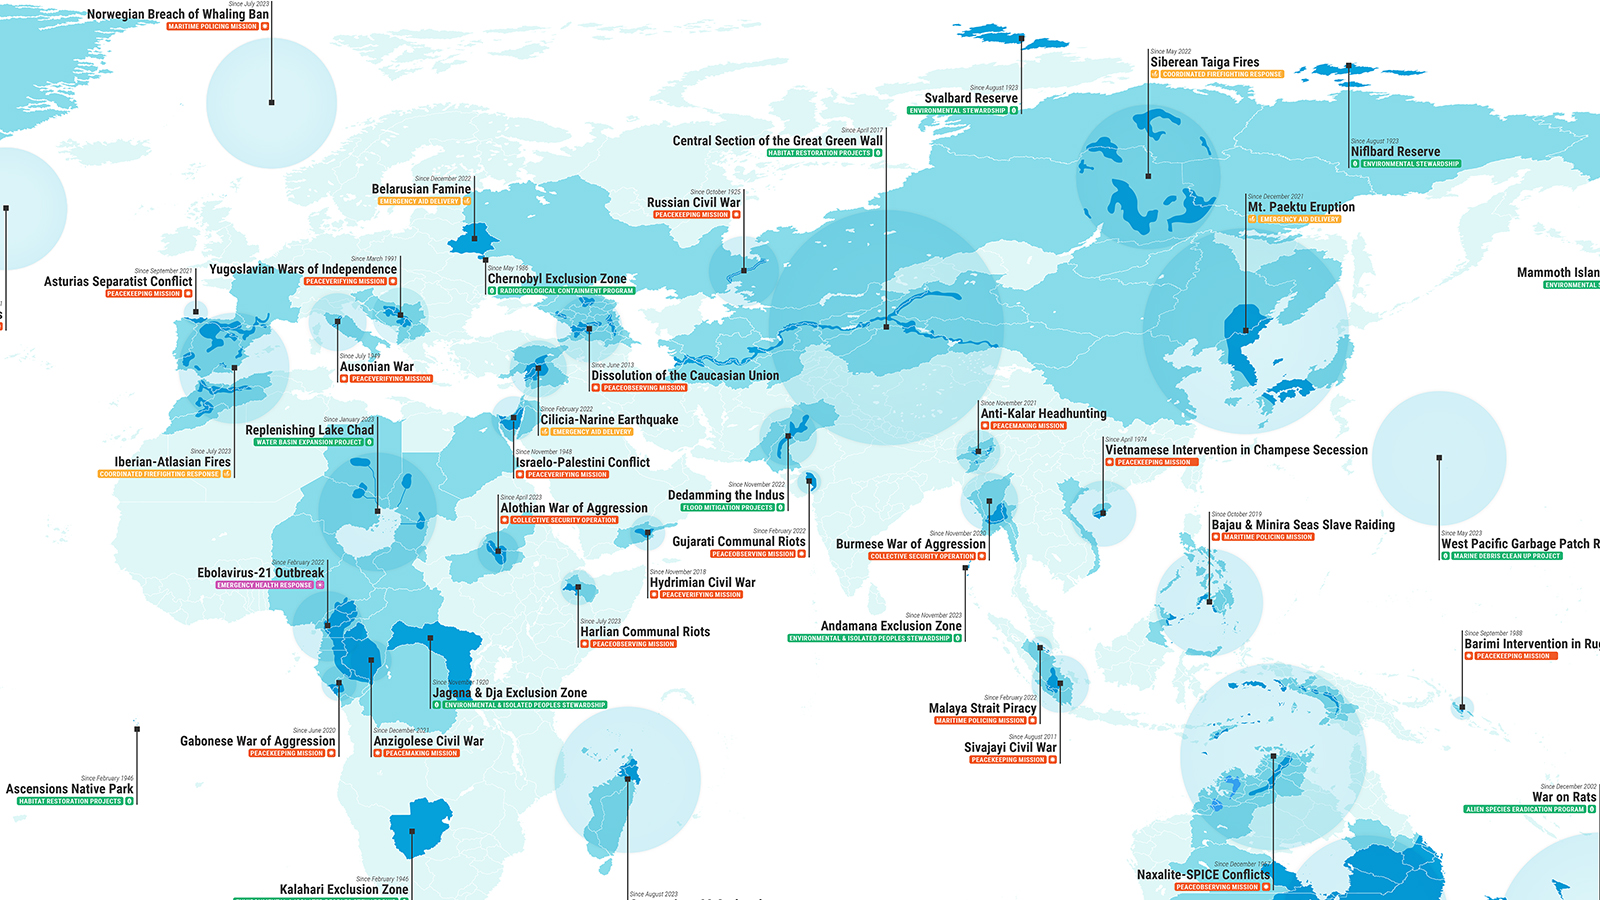 Since July 2023
Norwegian Breach of Whaling Ban
MARITIME POLICING MISSION
Since May 2022
Siberean Taiga Fires
COORDINATED FIREFIGHTING RESPONSE
Since August 1923
Svalbard Reserve
ENVIRONMENTAL STEWARDSHIP
Since April 2017
Central Section of the Great Green Wall
HABITAT RESTORATION PROJECTS
Since August 1923
Niflbard Reserve
ENVIRONMENTAL STEWARDSHIP
Since December 2022
Belarusian Famine
EMERGENCY AID DELIVERY
Since October 1925
Russian Civil War
PEACEKEEPING MISSION
Since December 2021
Mt. Paektu Eruption
EMERGENCY AID DELIVERY
Since September 2021
Asturias Separatist Conflict
PEACEKEEPING MISSION
Since March 1991
Yugoslavian Wars of Independence
PEACEVERIFYING MISSION
Since May 1986
Chernobyl Exclusion Zone
RADIOECOLOGICAL CONTAINMENT PROGRAM
Mammoth Islan
ENVIRONMENTAL S
Since July 1949
Ausonian War
PEACEVERIFYING MISSION
Since June 2013
Dissolution of the Caucasian Union
PEACEOBSERVING MISSION
Since February 2022
Cilicia-Narine Earthquake
EMERGENCY AID DELIVERY
Since November 2021
Anti-Kalar Headhunting
PEACEMAKING MISSION
Since January 2023
Replenishing Lake Chad
WATER BASIN EXPANSION PROJECT
Since April 1974
Vietnamese Intervention in Champese Secession
PEACEKEEPING MISSION
Since July 2023
Iberian-Atlasian Fires
COORDINATED FIREFIGHTING RESPONSE
Since November 1948
Israelo-Palestini Conflict
PEACEVERIFYING MISSION
Since November 2022
Dedamming the Indus
FLOOD MITIGATION PROJECTS
Since April 2023
Alothian War of Aggression
COLLECTIVE SECURITY OPERATION
Since October 2019
Bajau & Minira Seas Slave Raiding
MARITIME POLICING MISSION
Since February 2022
Gujarati Communal Riots
PEACEOBSERVING MISSION
Since November
Burmese War of Aggression
COLLECTIVE SECURITY OPERATION
Since May 2023
West Pacific Garbage Patch R
MARINE DEBRIS CLEAN UP PROJECT
Since February 2022
Ebolavirus-21 Outbreak
EMERGENCY HEALTH RESPONSE
Since November 2018
Hydrimian Civil War
PEACEVERIFYING MISSION
Since July 2023
Harlian Communal Riots
PEACEOBSERVING MISSION
Since November 2023
Andamana Exclusion Zone
ENVIRONMENTAL & ISOLATED PEOPLES STEWARDSHIP
Since September 1988
Barimi Intervention in Rug
PEACEKEEPING MISSION
Since November 1920
Jagana & Dja Exclusion Zone
ENVIRONMENTAL & ISOLATED PEOPLES STEWARDSHIP
Since February 2022
Malaya Strait Piracy
MARITIME POLICING MISSION
Since June 2020
Gabonese War of Aggression
PEACEKEEPING MISSION
Since December 2021
Anzigolese Civil War
PEACEMAKING MISSION
Since August 2011
Sivajayi Civil War
PEACEKEEPING MISSION
Since February 1946
Ascensions Native Park
HABITAT RESTORATION PROJECTS
Since December 2002
War on Rats
ALIEN SPECIES ERADICATION PROGRAM
Since February 1946
Kalahari Exclusion Zone
Since August 2023
Since December
Naxalite-SPICE Conflicts
PEACEOBSERVING MISSION